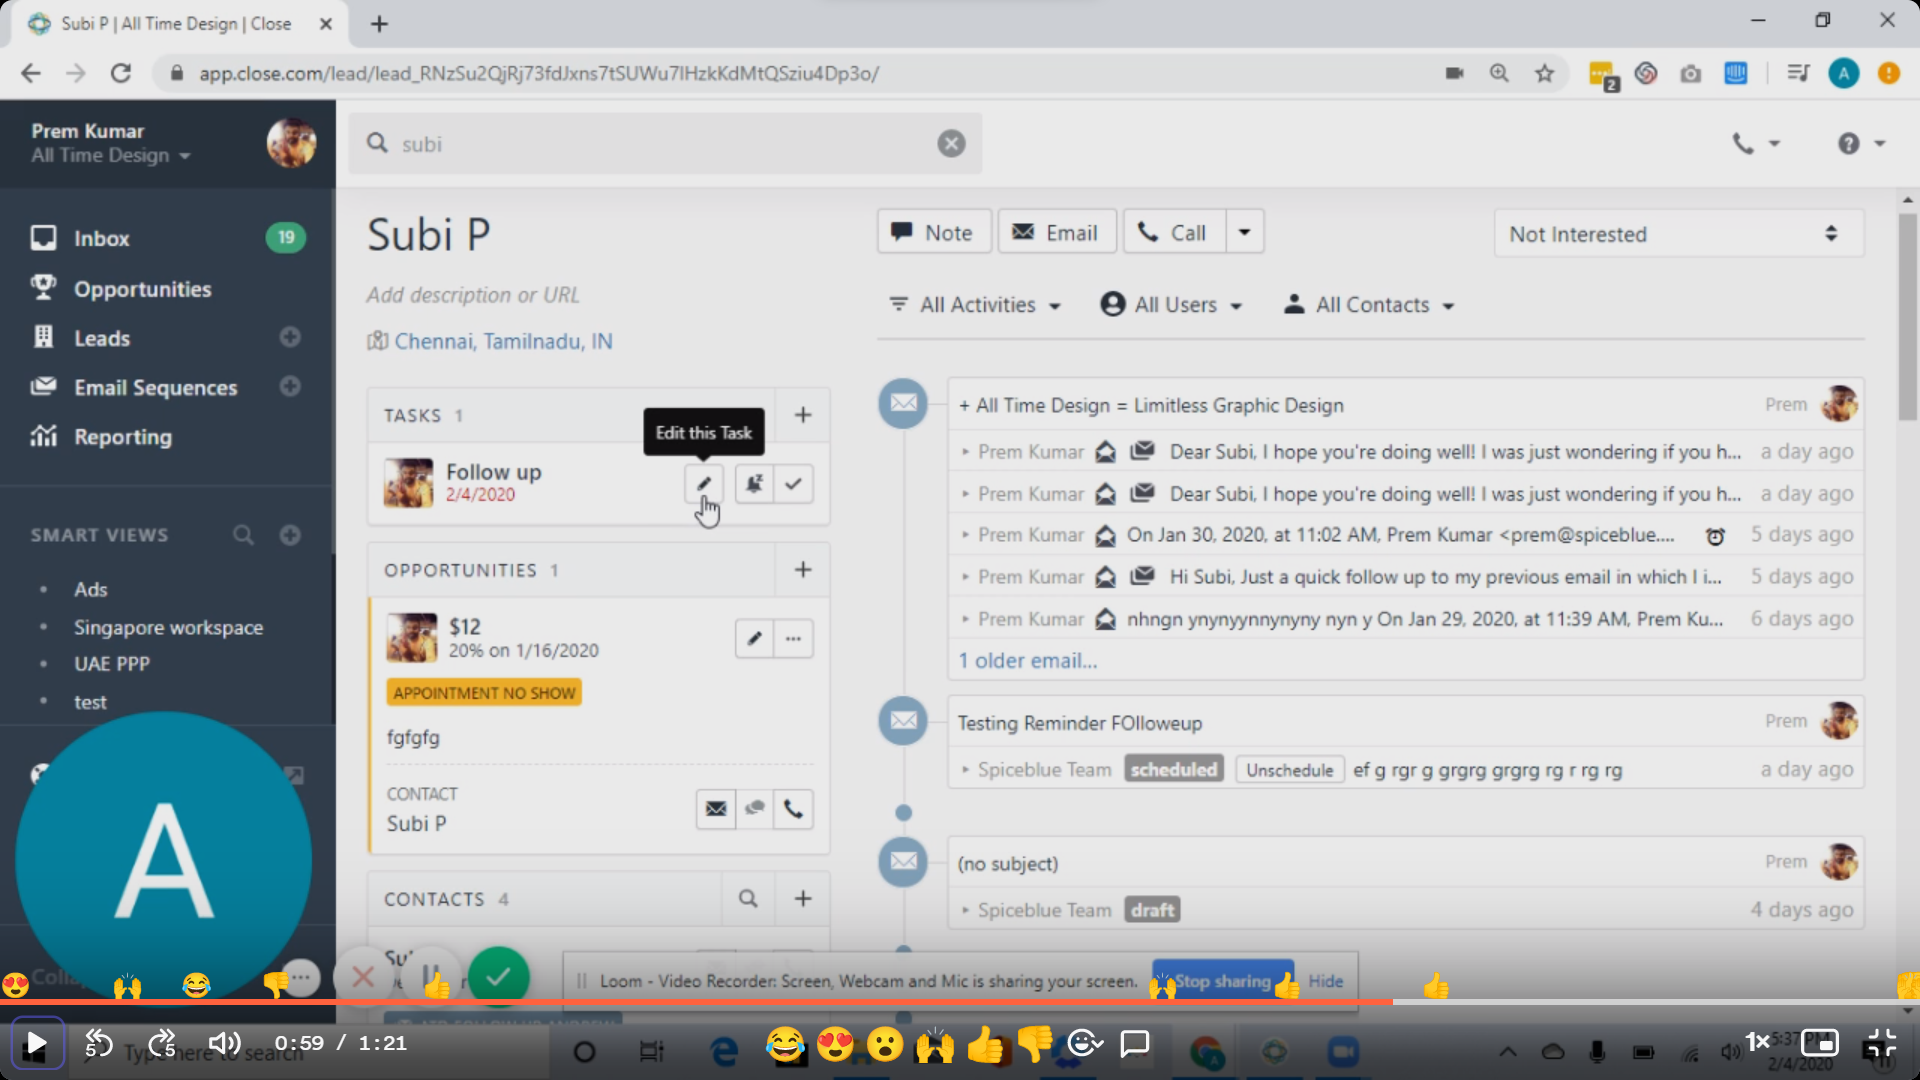 Subi P | All Time Design | Close
app.close.com/lead/lead_RNzSu2QjRj73fdJxns7tSUWu7lHzkKdMtQSziu4Dp3o/
2
A
Prem Kumar
All Time Design
subi
Inbox
19
Opportunities
Leads
Email Sequences
Reporting
SMART VIEWS
Ads
Singapore workspace
UAE PPP
test
A
Subi P
Add description or URL
Chennai, Tamilnadu, IN
TASKS 1
Edit this Task
Follow up
2/4/2020
OPPORTUNITIES 1
$12
20% on 1/16/2020
APPOINTMENT NO SHOW
fgfgfg
CONTACT
Subi P
CONTACTS 4
Note
Email
Call
Not Interested
All Activities
All Users
All Contacts
+ All Time Design = Limitless Graphic Design
Prem
Prem Kumar Dear Subi, I hope you're doing well! I was just wondering if you h... a day ago
Prem Kumar Dear Subi, I hope you're doing well! I was just wondering if you h... a day ago
Prem Kumar On Jan 30, 2020, at 11:02 AM, Prem Kumar <prem@spiceblue.... 5 days ago
Prem Kumar Hi Subi, Just a quick follow up to my previous email in which I i... 5 days ago
Prem Kumar nhngn ynynyynnynyny nyn y On Jan 29, 2020, at 11:39 AM, Prem Ku... 6 days ago
1 older email...
Testing Reminder FOlloweup
Prem
Spiceblue Team scheduled Unschedule ef g rgr g grgrg grgrg rg r rg rg a day ago
(no subject)
Prem
Spiceblue Team draft 4 days ago
Loom - Video Recorder: Screen, Webcam and Mic is sharing your screen.
Stop sharing
Hide
5
5
0:59 / 1:21
Type here to search
1×
5:37 PM
2/4/2020